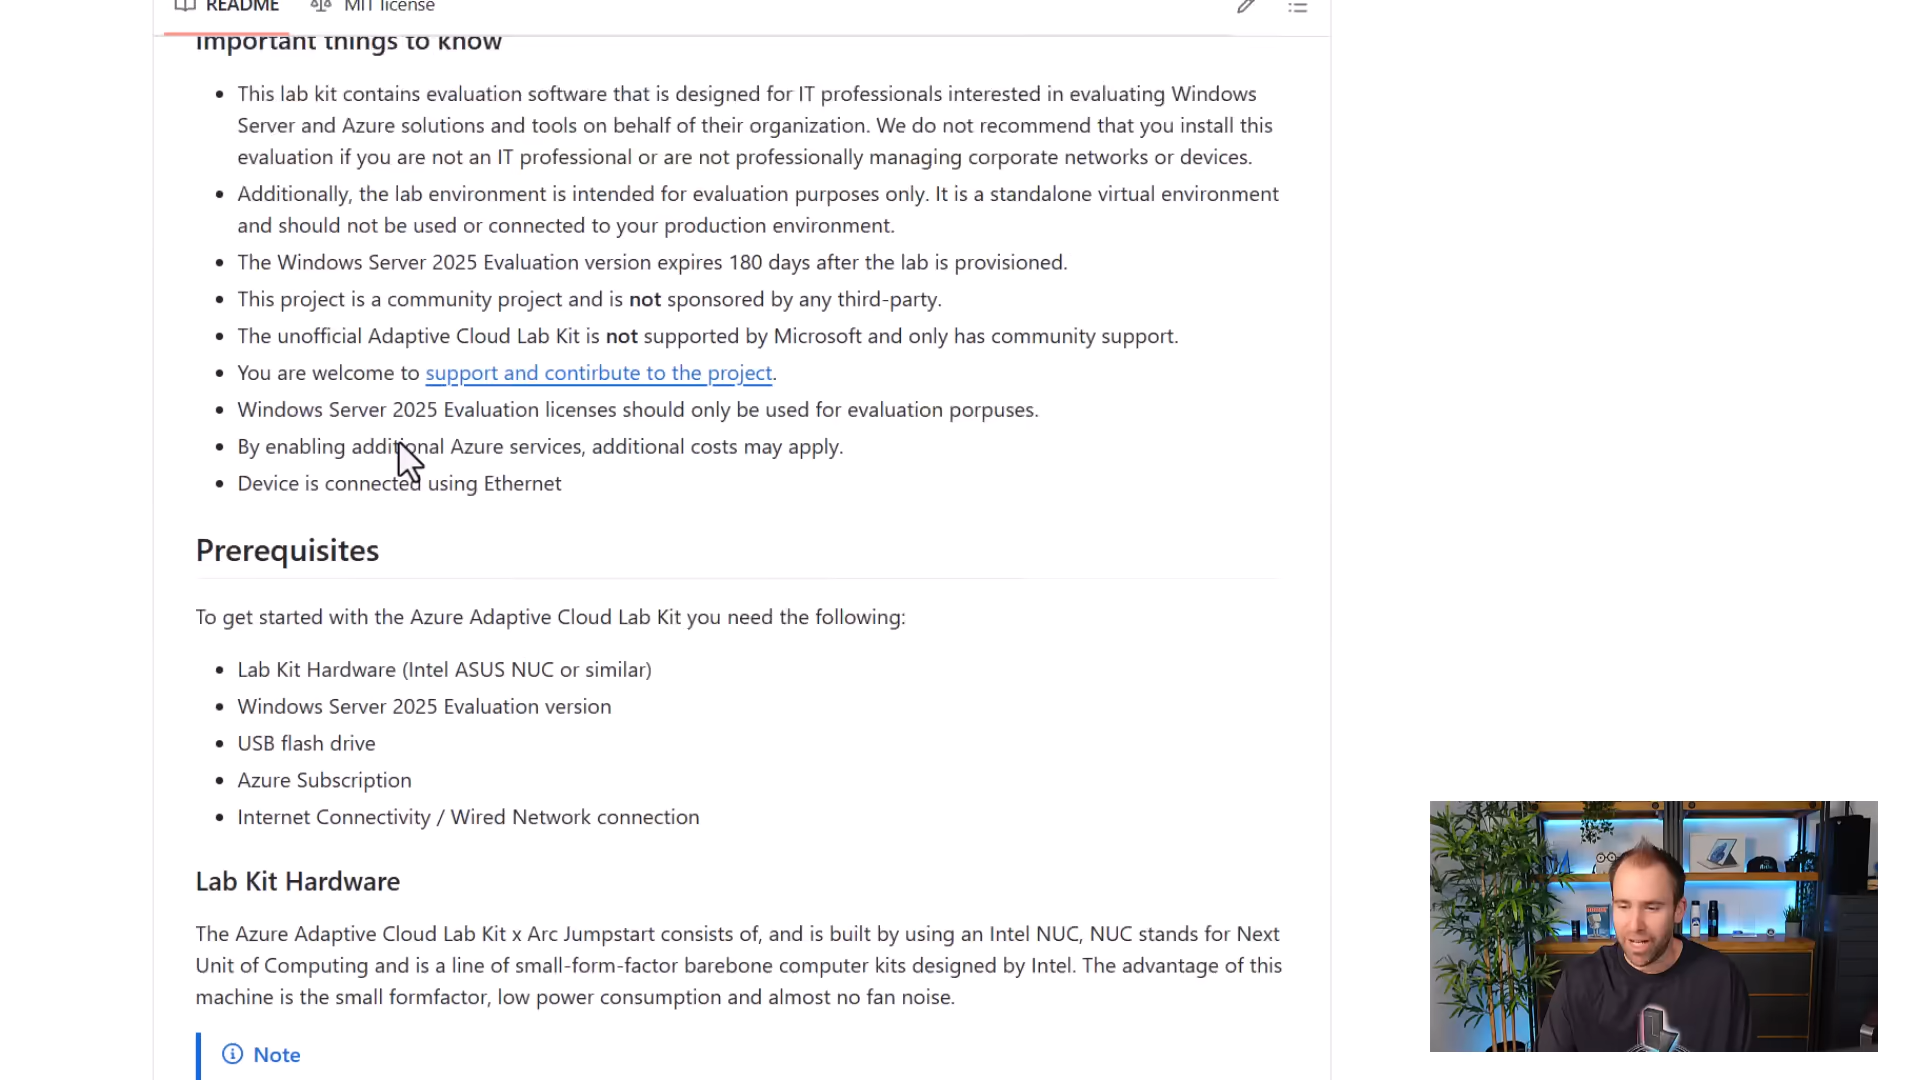 README MIT license
Important things to know
This lab kit contains evaluation software that is designed for IT professionals interested in evaluating Windows
Server and Azure solutions and tools on behalf of their organization. We do not recommend that you install this
evaluation if you are not an IT professional or are not professionally managing corporate networks or devices.
Additionally, the lab environment is intended for evaluation purposes only. It is a standalone virtual environment
and should not be used or connected to your production environment.
The Windows Server 2025 Evaluation version expires 180 days after the lab is provisioned.
This project is a community project and is not sponsored by any third-party.
The unofficial Adaptive Cloud Lab Kit is not supported by Microsoft and only has community support.
You are welcome to support and contirbute to the project.
Windows Server 2025 Evaluation licenses should only be used for evaluation porpuses.
By enabling additional Azure services, additional costs may apply.
Device is connected using Ethernet
Prerequisites
To get started with the Azure Adaptive Cloud Lab Kit you need the following:
Lab Kit Hardware (Intel ASUS NUC or similar)
Windows Server 2025 Evaluation version
USB flash drive
Azure Subscription
Internet Connectivity / Wired Network connection
Lab Kit Hardware
The Azure Adaptive Cloud Lab Kit x Arc Jumpstart consists of, and is built by using an Intel NUC, NUC stands for Next
Unit of Computing and is a line of small-form-factor barebone computer kits designed by Intel. The advantage of this
machine is the small formfactor, low power consumption and almost no fan noise.
Note